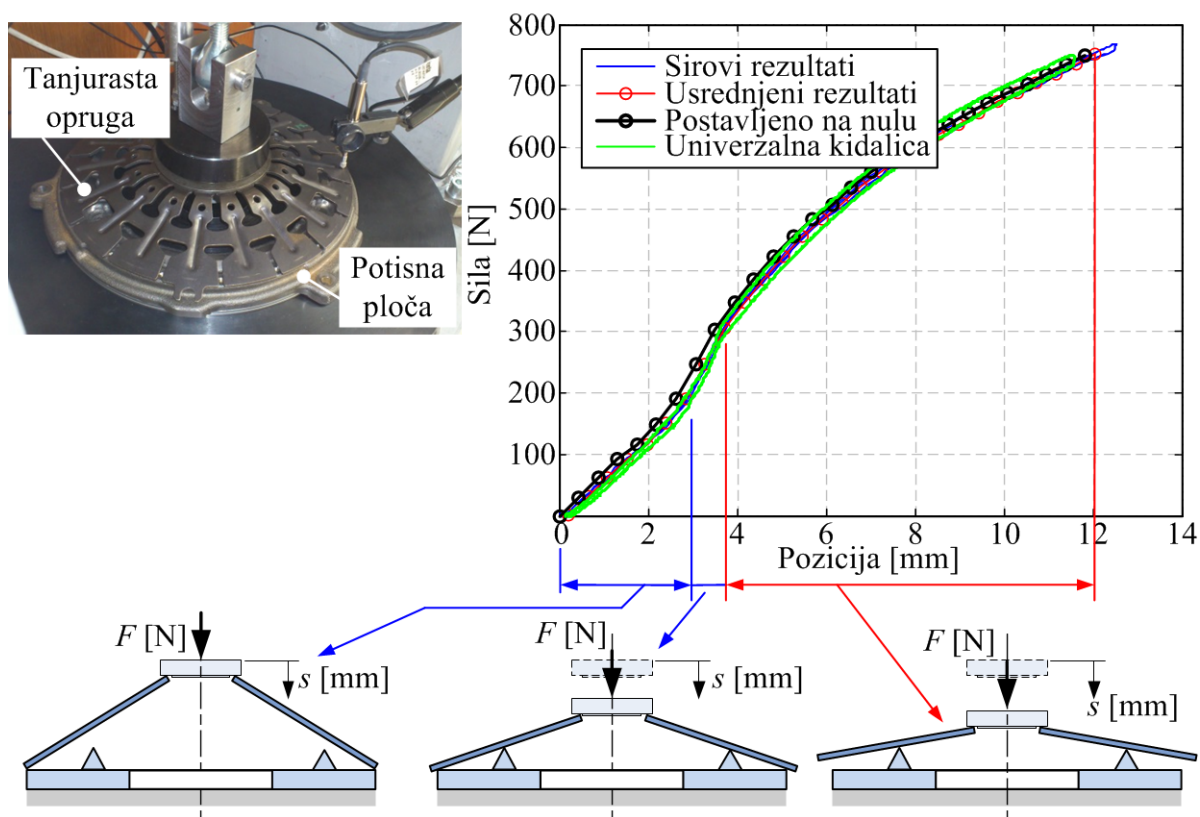 Tanjurasta
opruga
Potisna
ploča
Sila [N]
800
700
600
500
400
300
200
100
Sirovi rezultati
Usrednjeni rezultati
Postavljeno na nulu
Univerzalna kidalica
0 2 4 6 8 10 12 14
Pozicija [mm]
F [N]
s [mm]
F [N]
s [mm]
F [N]
s [mm]